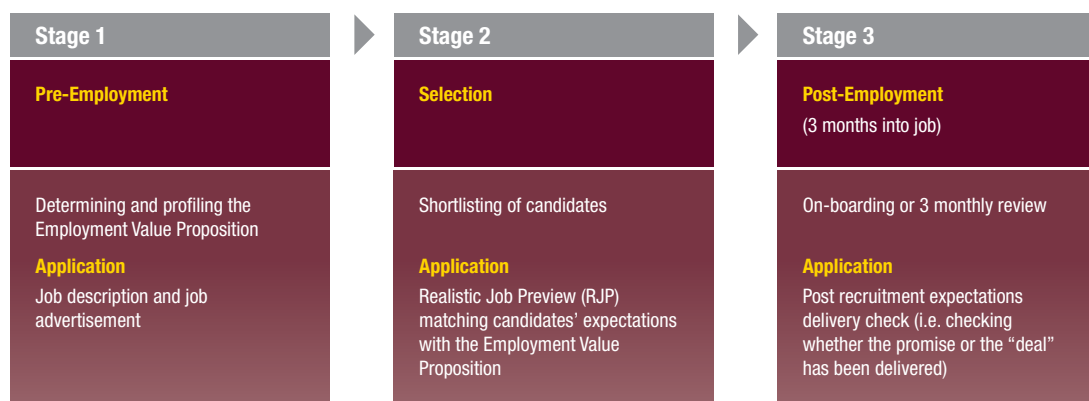 Stage 1
Pre-Employment
Determining and profiling the
Employment Value Proposition
Application
Job description and job
advertisement
Stage 2
Selection
Shortlisting of candidates
Application
Realistic Job Preview (RJP)
matching candidates’ expectations
with the Employment Value
Proposition
Stage 3
Post-Employment
(3 months into job)
On-boarding or 3 monthly review
Application
Post recruitment expectations
delivery check (i.e. checking
whether the promise or the “deal”
has been delivered)